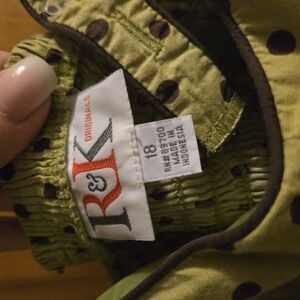 R&K
ORIGINALS
18
RN#89700
MADE IN
INDONESIA